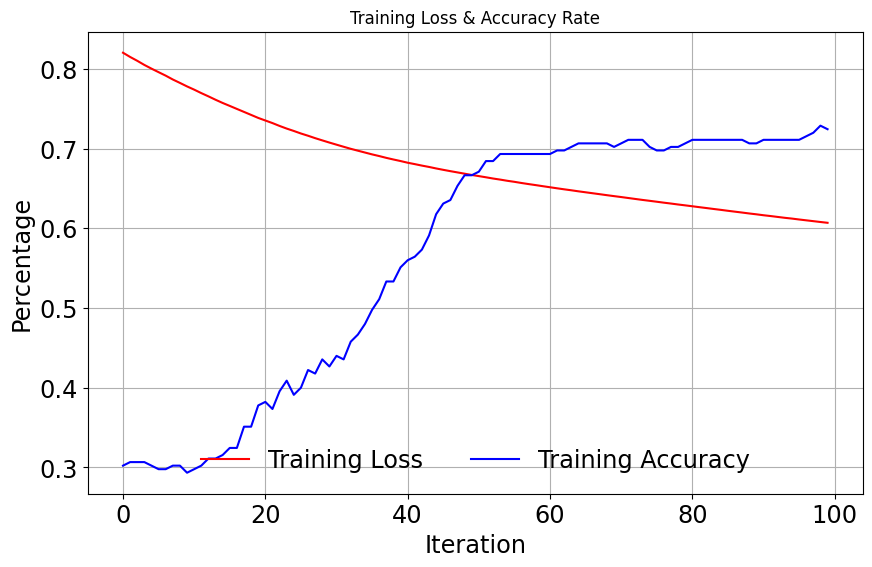 Training Loss & Accuracy Rate
0.8
0.7
0.6
0.5
0.4
0.3
Percentage
Training Loss
Training Accuracy
0 20 40 60 80 100
Iteration